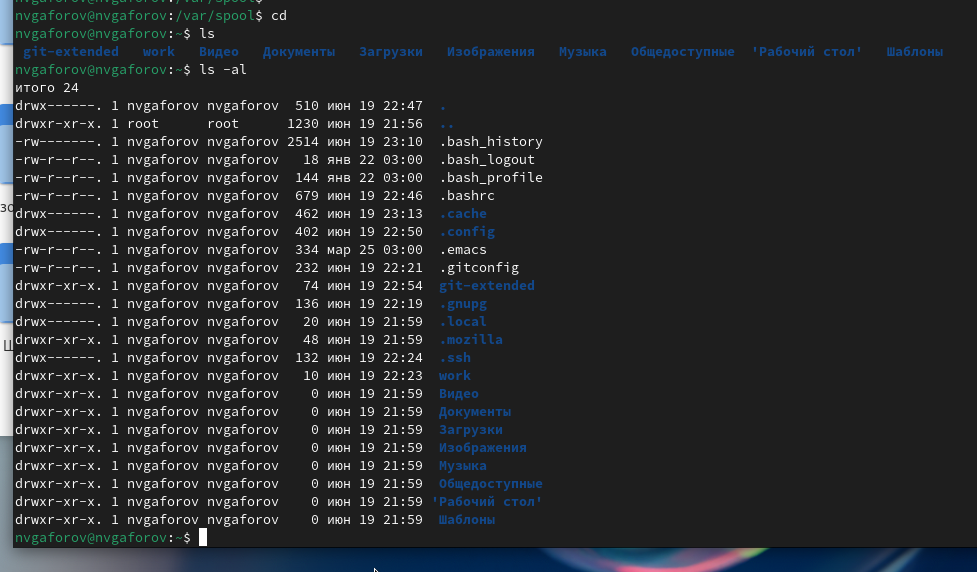 nvgaforov@nvgaforov:/var/spool$
nvgaforov@nvgaforov:/var/spool$ cd
nvgaforov@nvgaforov:~$ ls
git-extended work Видео Документы Загрузки Изображения Музыка Общедоступные 'Рабочий стол' Шаблоны
nvgaforov@nvgaforov:~$ ls -al
итого 24
drwx------. 1 nvgaforov nvgaforov 510 июн 19 22:47 .
drwxr-xr-x. 1 root root 1230 июн 19 21:56 ..
-rw-------. 1 nvgaforov nvgaforov 2514 июн 19 23:10 .bash_history
-rw-r--r--. 1 nvgaforov nvgaforov 18 янв 22 03:00 .bash_logout
-rw-r--r--. 1 nvgaforov nvgaforov 144 янв 22 03:00 .bash_profile
-rw-r--r--. 1 nvgaforov nvgaforov 679 июн 19 22:46 .bashrc
drwx------. 1 nvgaforov nvgaforov 462 июн 19 23:13 .cache
drwx------. 1 nvgaforov nvgaforov 402 июн 19 22:50 .config
-rw-r--r--. 1 nvgaforov nvgaforov 334 мар 25 03:00 .emacs
-rw-r--r--. 1 nvgaforov nvgaforov 232 июн 19 22:21 .gitconfig
drwxr-xr-x. 1 nvgaforov nvgaforov 74 июн 19 22:54 git-extended
drwx------. 1 nvgaforov nvgaforov 136 июн 19 22:19 .gnupg
drwx------. 1 nvgaforov nvgaforov 20 июн 19 21:59 .local
drwxr-xr-x. 1 nvgaforov nvgaforov 48 июн 19 21:59 .mozilla
drwx------. 1 nvgaforov nvgaforov 132 июн 19 22:24 .ssh
drwxr-xr-x. 1 nvgaforov nvgaforov 10 июн 19 22:23 work
drwxr-xr-x. 1 nvgaforov nvgaforov 0 июн 19 21:59 Видео
drwxr-xr-x. 1 nvgaforov nvgaforov 0 июн 19 21:59 Документы
drwxr-xr-x. 1 nvgaforov nvgaforov 0 июн 19 21:59 Загрузки
drwxr-xr-x. 1 nvgaforov nvgaforov 0 июн 19 21:59 Изображения
drwxr-xr-x. 1 nvgaforov nvgaforov 0 июн 19 21:59 Музыка
drwxr-xr-x. 1 nvgaforov nvgaforov 0 июн 19 21:59 Общедоступные
drwxr-xr-x. 1 nvgaforov nvgaforov 0 июн 19 21:59 'Рабочий стол'
drwxr-xr-x. 1 nvgaforov nvgaforov 0 июн 19 21:59 Шаблоны
nvgaforov@nvgaforov:~$